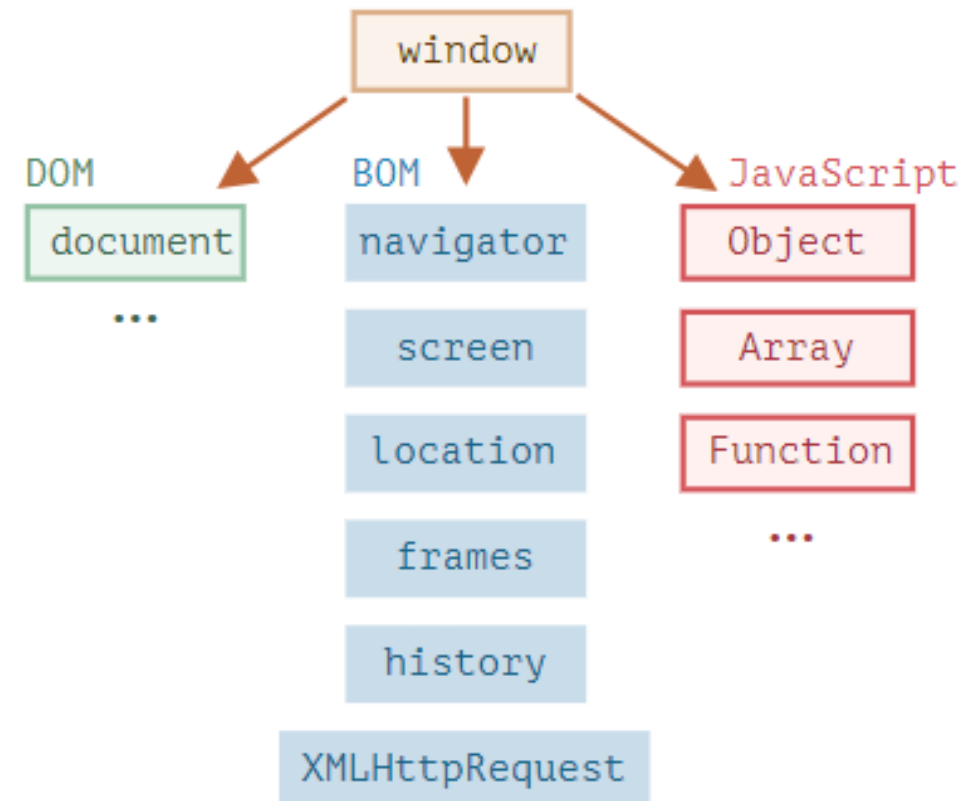 window
DOM
BOM
JavaScript
document
navigator
Object
...
screen
Array
location
Function
frames
...
history
XMLHttpRequest